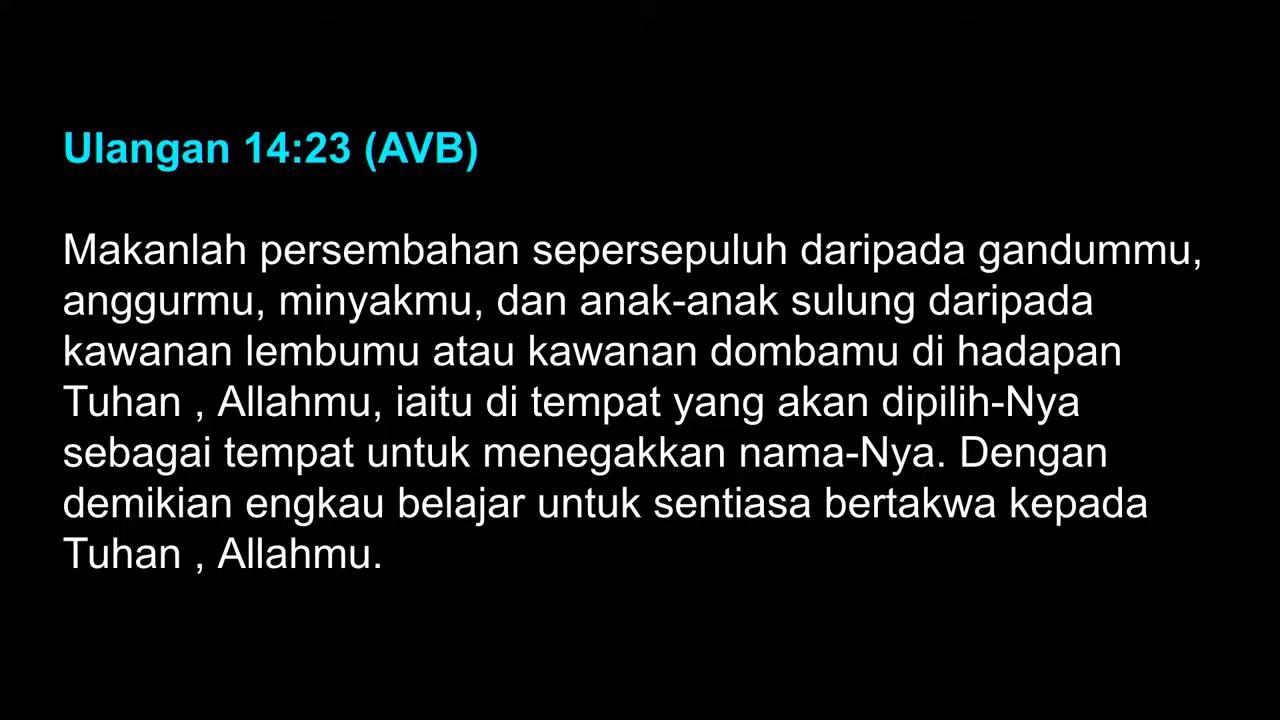 Ulangan 14:23 (AVB)
Makanlah persembahan sepersepuluh daripada gandummu,
anggurmu, minyakmu, dan anak-anak sulung daripada
kawanan lembumu atau kawanan dombamu di hadapan
Tuhan , Allahmu, iaitu di tempat yang akan dipilih-Nya
sebagai tempat untuk menegakkan nama-Nya. Dengan
demikian engkau belajar untuk sentiasa bertakwa kepada
Tuhan , Allahmu.